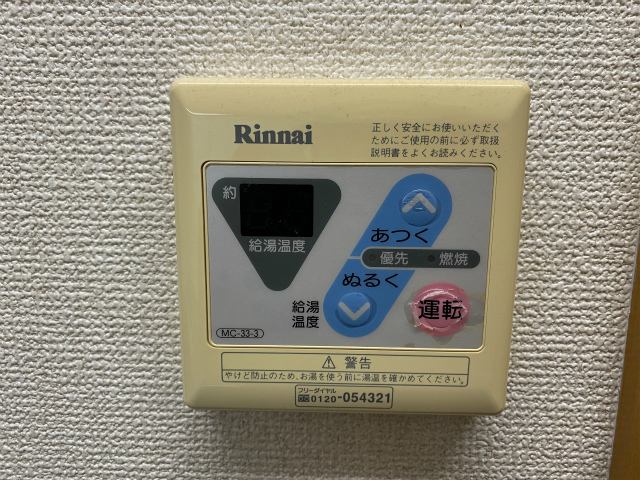 Rinnai
正しく安全にお使いいただく
ためにご使用の前に必ず取扱
説明書をよくお読みください。
約
給湯温度
あつく
優先 燃焼
ぬるく
給湯
温度
運転
MC-33-3
⚠ 警告
やけど防止のため、お湯を使う前に湯温を確かめてください。
フリーダイヤル
0120-054321